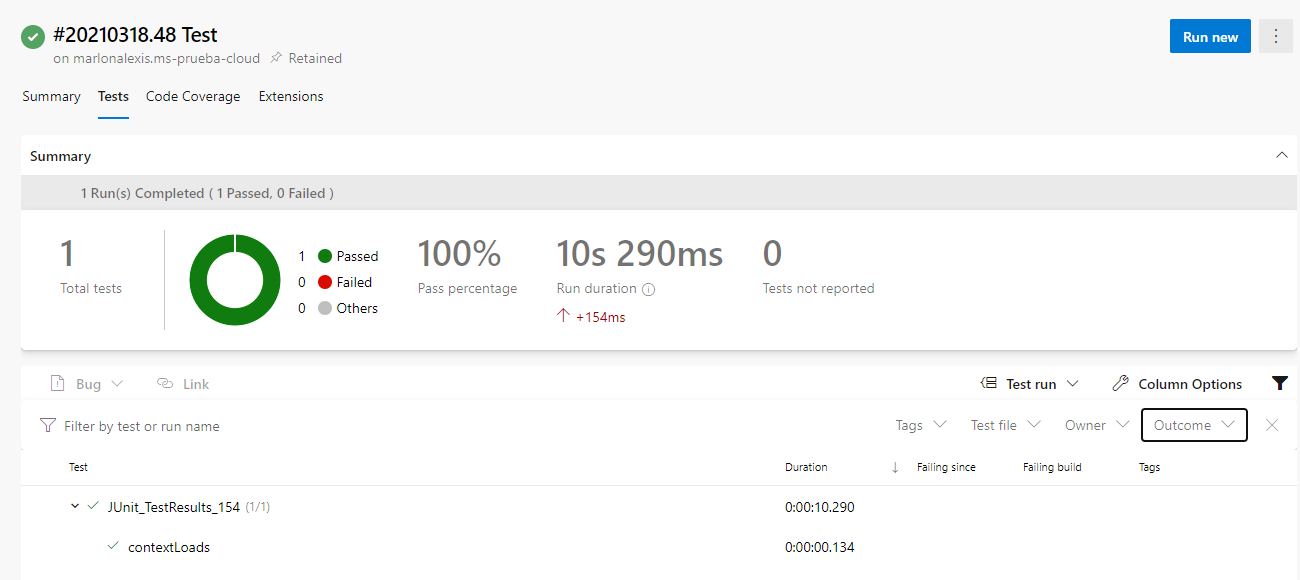 #20210318.48 Test
on marlonalexis.ms-prueba-cloud Retained
Run new
Summary Tests Code Coverage Extensions
Summary
1 Run(s) Completed ( 1 Passed, 0 Failed )
1
Total tests
1 Passed
0 Failed
0 Others
100%
Pass percentage
10s 290ms
Run duration
+154ms
0
Tests not reported
Bug Link Test run Column Options
Filter by test or run name Tags Test file Owner Outcome
Test Duration Failing since Failing build Tags
JUnit_TestResults_154 (1/1) 0:00:10.290
contextLoads 0:00:00.134